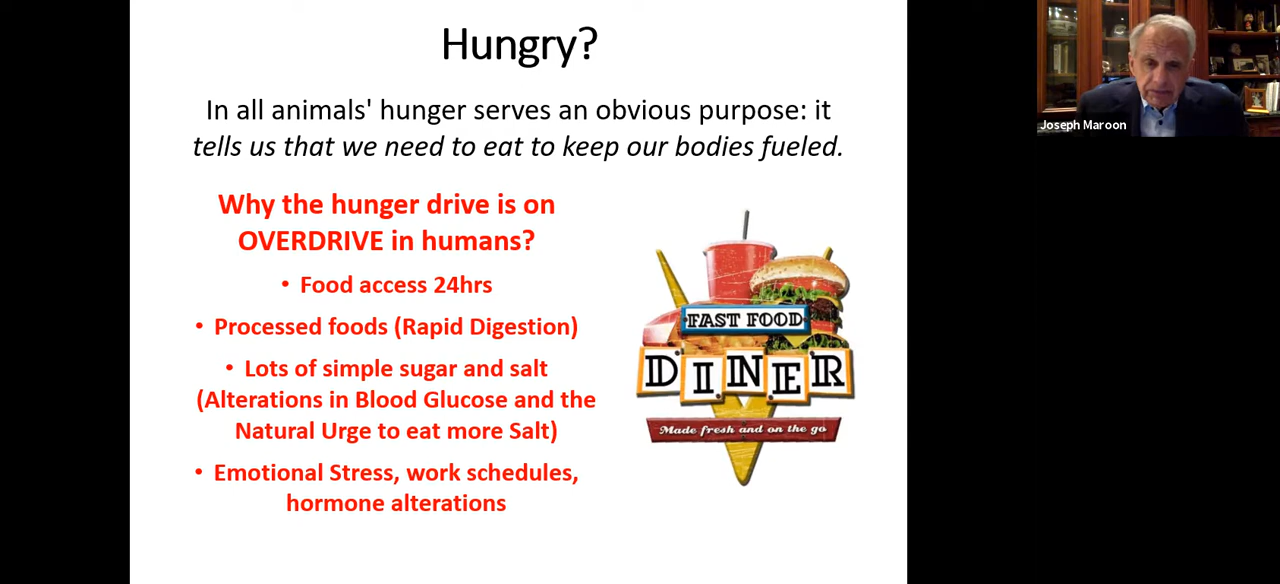 Hungry?
In all animals' hunger serves an obvious purpose: it
tells us that we need to eat to keep our bodies fueled.
Why the hunger drive is on
OVERDRIVE in humans?
• Food access 24hrs
• Processed foods (Rapid Digestion)
• Lots of simple sugar and salt
(Alterations in Blood Glucose and the
Natural Urge to eat more Salt)
• Emotional Stress, work schedules,
hormone alterations
FAST FOOD
DINER
Made fresh and on the go
Joseph Maroon